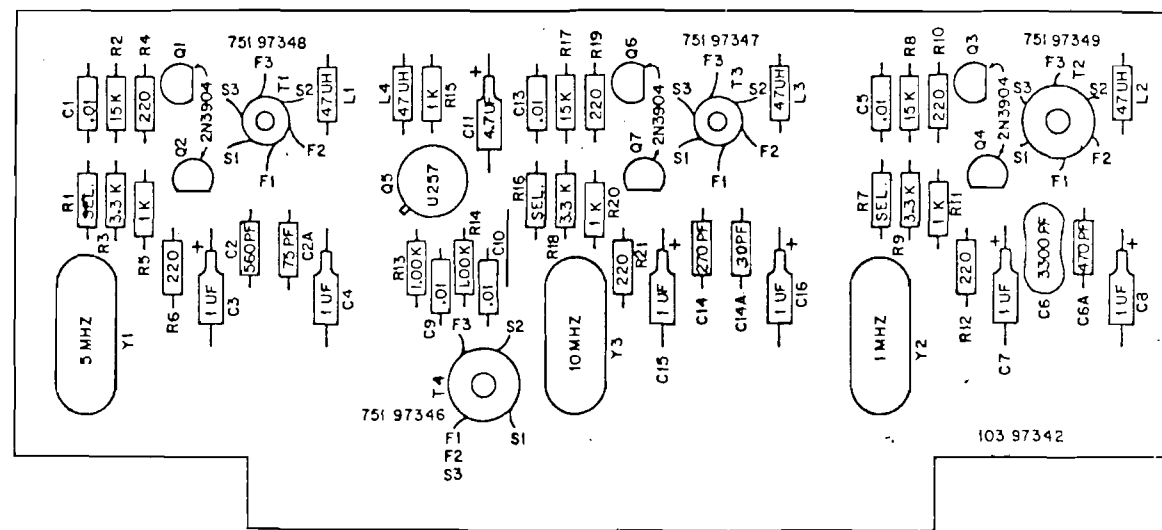 C1
.01
R2
15K
R4
220
Q1
2N3904
Q2
751 97348
F3
T1
S3
S2
S1
F2
F1
47UH
L1
R1
SEL.
3.3K
R3
1K
R5
220
R6
+
1UF
C3
C2
560PF
75PF
C2A
1UF
C4
5MHZ
Y1
L4
47UH
1K
R15
+
C11
4.7UF
Q5
U257
R13
1.00K
C9
.01
R14
1.00K
C10
.01
F3
S2
T4
751 97346
F1
F2
S3
S1
C13
.01
R17
15K
R19
220
Q6
2N3904
Q7
751 97347
F3
T3
S3
S2
S1
F2
F1
47UH
L3
R16
SEL.
3.3K
R18
1K
R20
220
R21
+
1UF
C15
270PF
C14
30PF
C14A
+
1UF
C16
10MHZ
Y3
C5
.01
R8
15K
R10
220
Q3
2N3904
Q4
751 97349
F3
T2
S3
S2
S1
F2
F1
47UH
L2
R7
SEL.
3.3K
R9
1K
R11
220
R12
+
1UF
C7
3300PF
C6
470PF
C6A
+
1UF
C8
1MHZ
Y2
103 97342